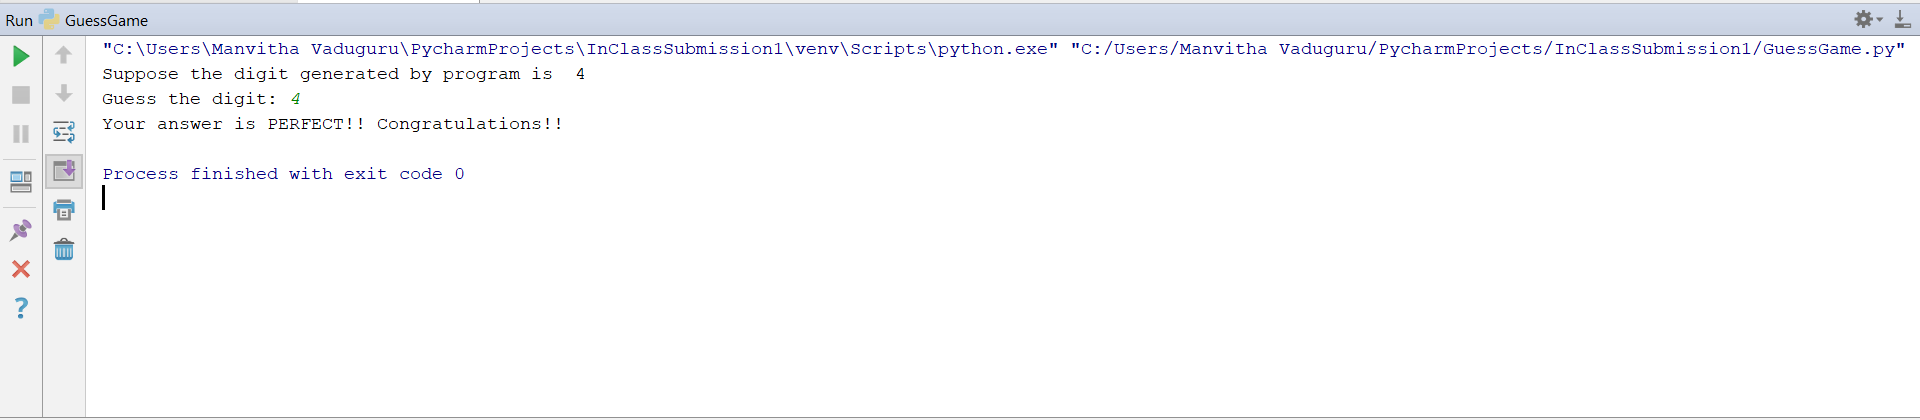 Run GuessGame
"C:\Users\Manvitha Vaduguru\PycharmProjects\InClassSubmission1\venv\Scripts\python.exe" "C:/Users/Manvitha Vaduguru/PycharmProjects/InClassSubmission1/GuessGame.py"
Suppose the digit generated by program is  4
Guess the digit: 4
Your answer is PERFECT!! Congratulations!!
Process finished with exit code 0